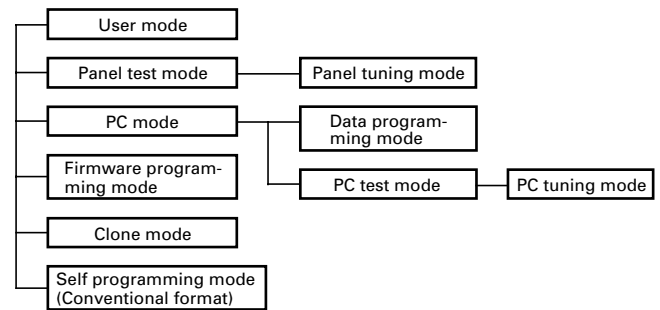 User mode
Panel test mode
Panel tuning mode
PC mode
Data program-
ming mode
Firmware program-
ming mode
PC test mode
PC tuning mode
Clone mode
Self programming mode
(Conventional format)